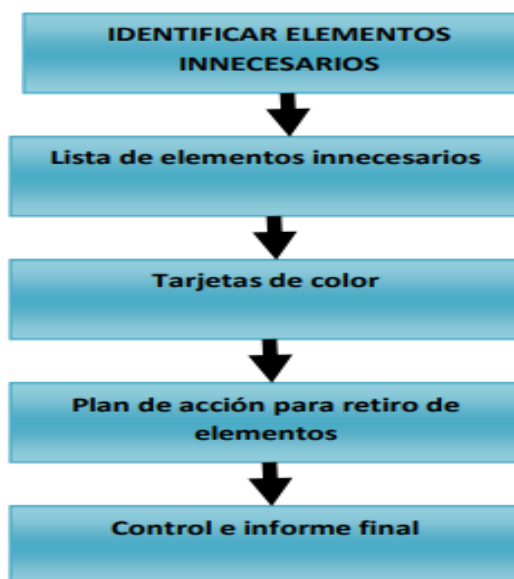 IDENTIFICAR ELEMENTOS
INNECESARIOS
Lista de elementos innecesarios
Tarjetas de color
Plan de acción para retiro de
elementos
Control e informe final